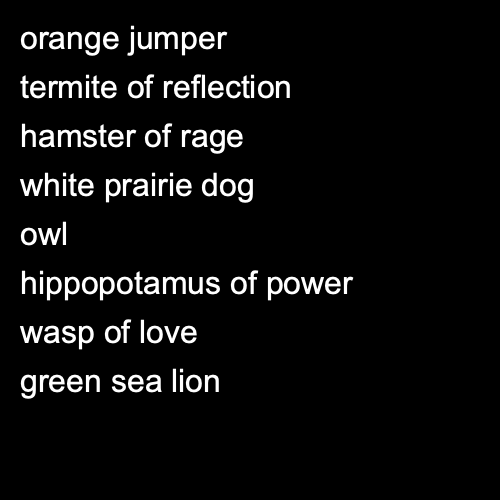 orange jumper
termite of reflection
hamster of rage
white prairie dog
owl
hippopotamus of power
wasp of love
green sea lion